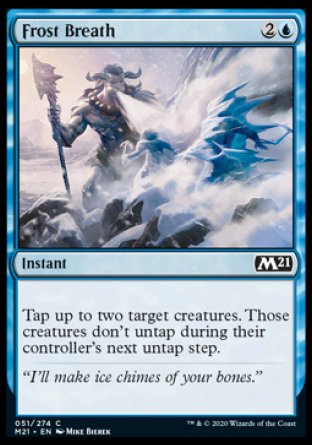 Frost Breath 2
Instant M21
Tap up to two target creatures. Those
creatures don't untap during their
controller's next untap step.
"I'll make ice chimes of your bones."
051/274 C
M21 • EN Mike Bierek ™ & © 2020 Wizards of the Coast